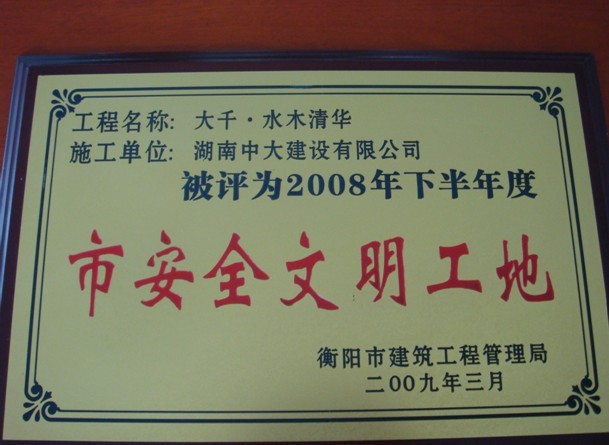 工程名称: 大千·水木清华
施工单位: 湖南中大建设有限公司
被评为2008年下半年度
市安全文明工地
衡阳市建筑工程管理局
二00九年三月